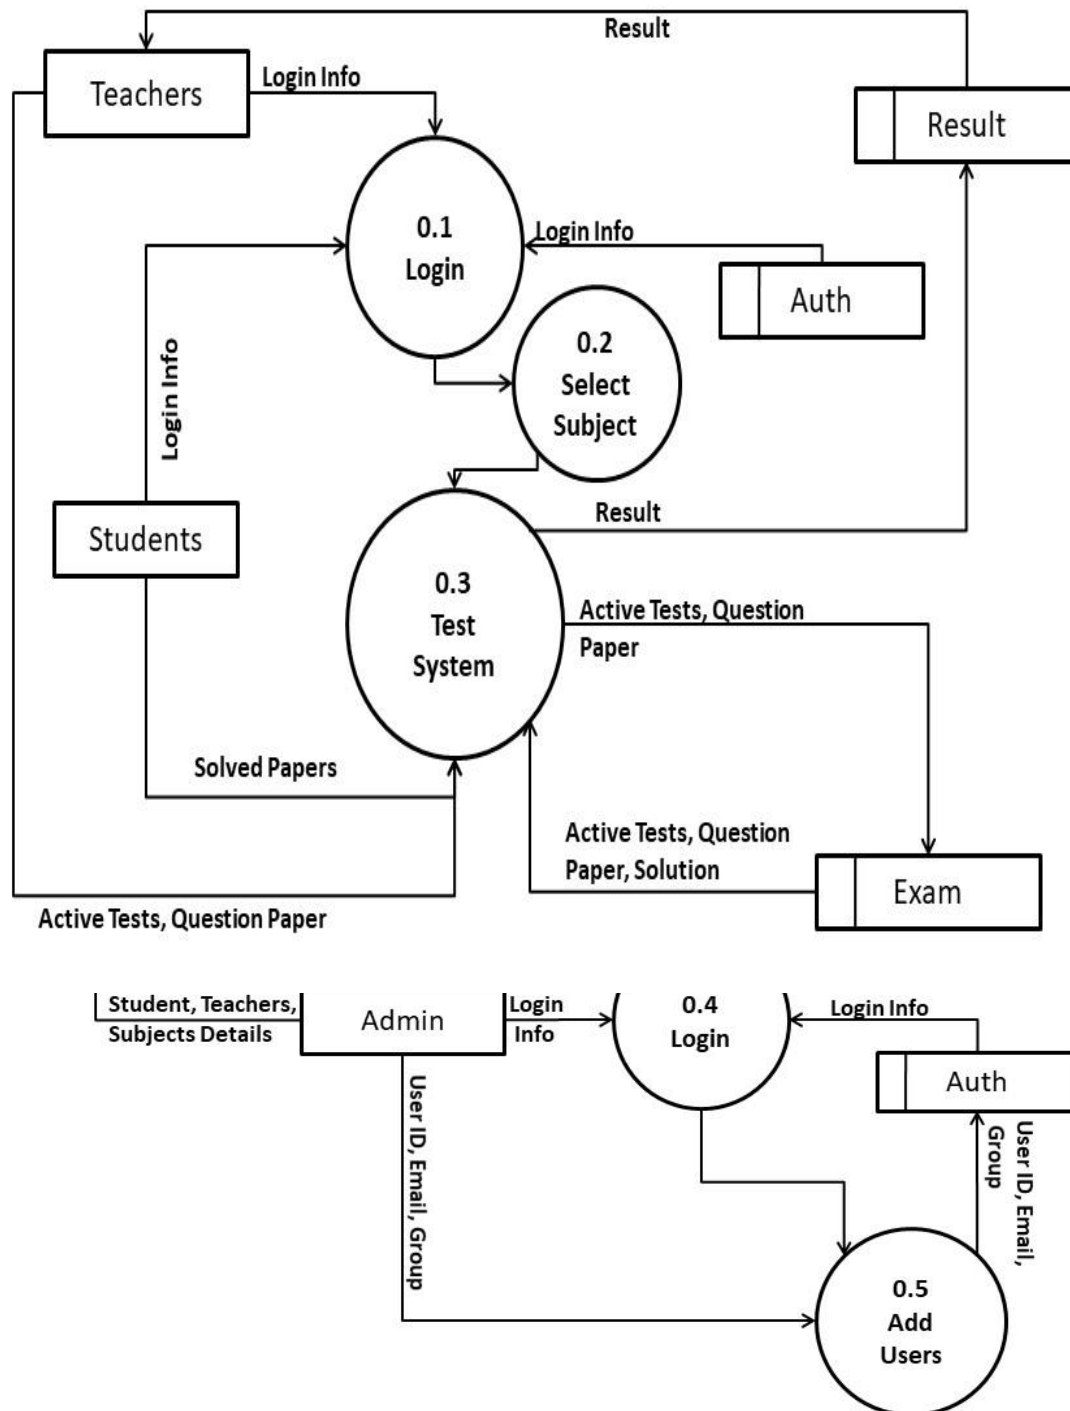 Result
Teachers
Login Info
Result
0.1
Login
Login Info
Auth
0.2
Select
Subject
Login Info
Students
Result
0.3
Test
System
Active Tests, Question
Paper
Solved Papers
Active Tests, Question
Paper, Solution
Exam
Active Tests, Question Paper
Student, Teachers,
Subjects Details
Admin
Login
Info
0.4
Login
Login Info
Auth
User ID, Email, Group
User ID, Email,
Group
0.5
Add
Users